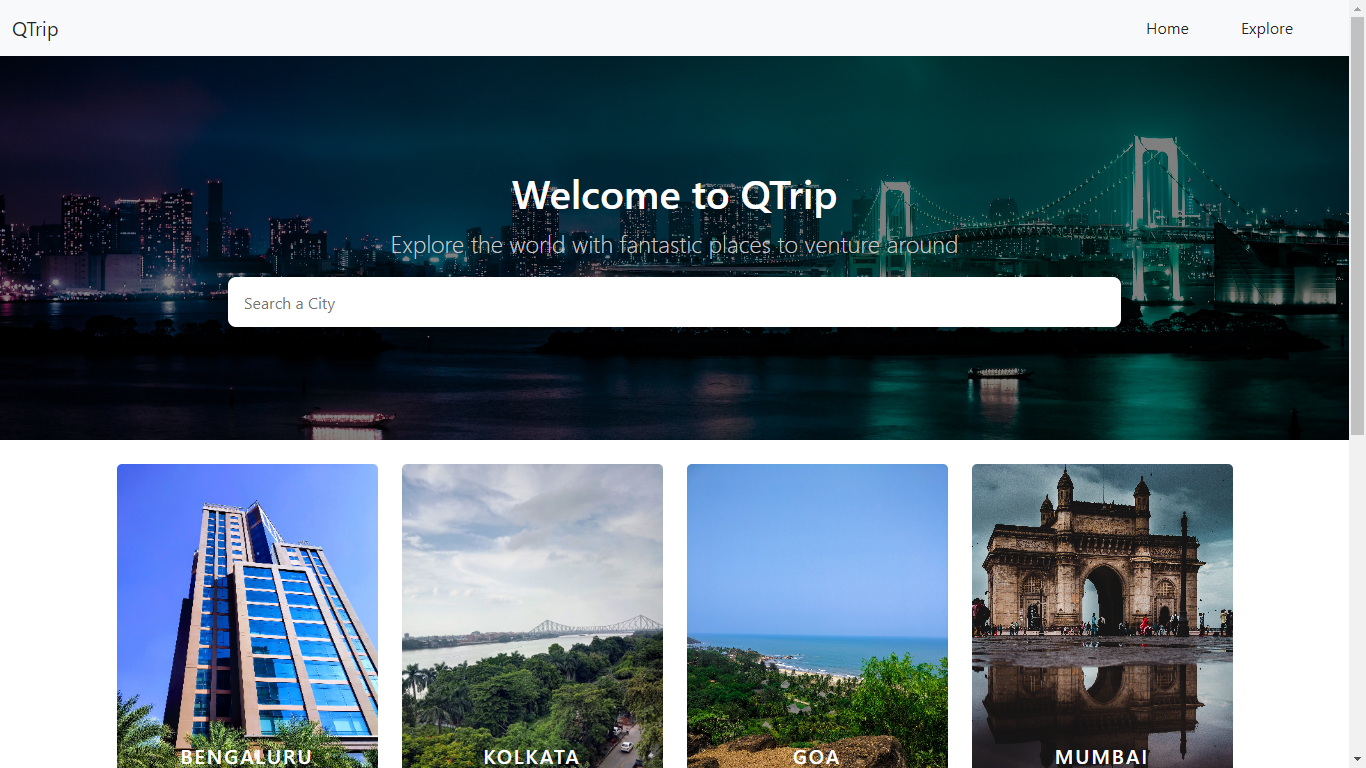 QTrip
Home
Explore
Welcome to QTrip
Explore the world with fantastic places to venture around
Search a City
BENGALURU
KOLKATA
GOA
MUMBAI